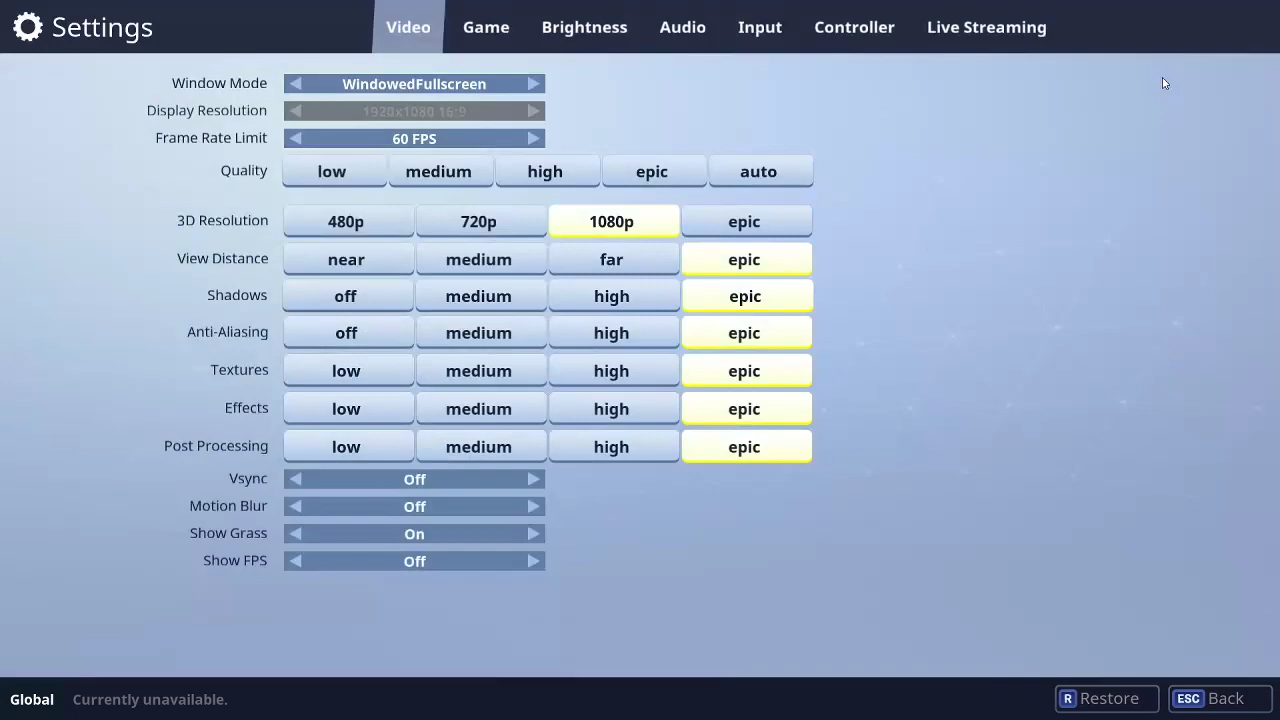 Settings Video Game Brightness Audio Input Controller Live Streaming
Window Mode WindowedFullscreen
Display Resolution 1920x1080 16:9
Frame Rate Limit 60 FPS
Quality low medium high epic auto
3D Resolution 480p 720p 1080p epic
View Distance near medium far epic
Shadows off medium high epic
Anti-Aliasing off medium high epic
Textures low medium high epic
Effects low medium high epic
Post Processing low medium high epic
Vsync Off
Motion Blur Off
Show Grass On
Show FPS Off
Global Currently unavailable. R Restore ESC Back